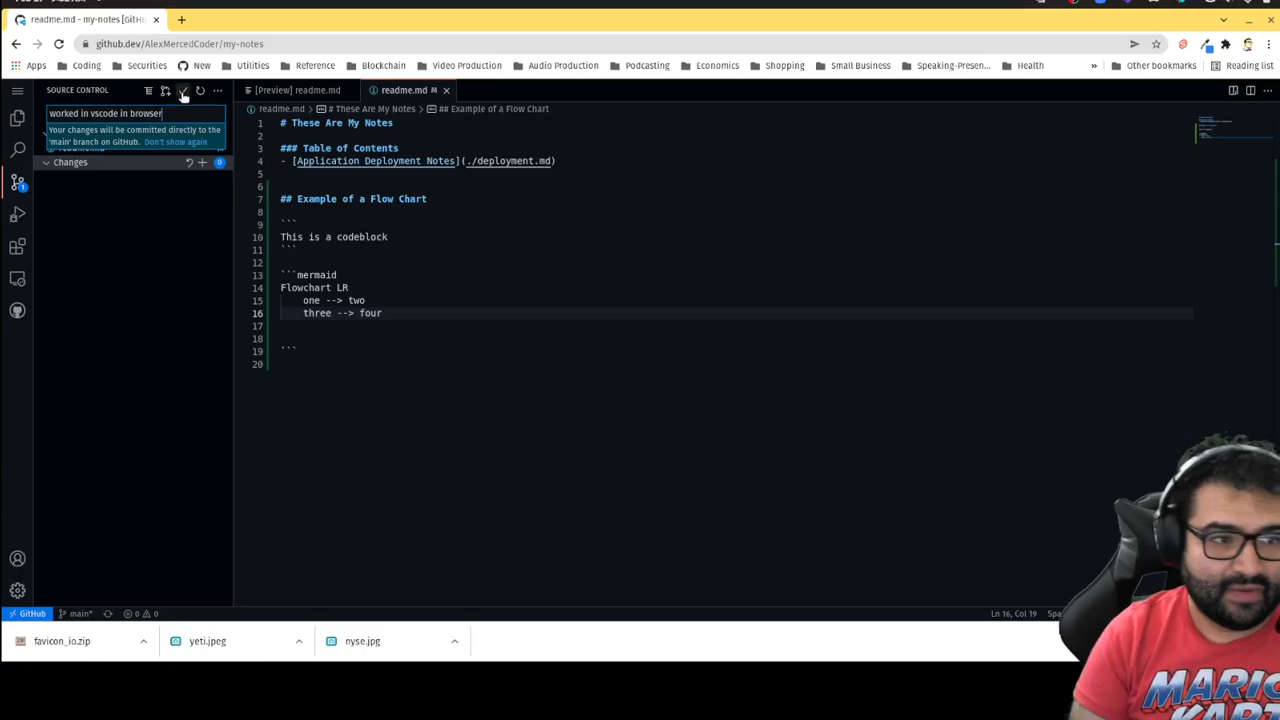 readme.md - my-notes [GitHu
github.dev/AlexMercedCoder/my-notes
Apps Coding Securities New Utilities Reference Blockchain Video Production Audio Production Podcasting Economics Shopping Small Business Speaking-Presen... Health » Other bookmarks Reading list
SOURCE CONTROL
[Preview] readme.md readme.md M
worked in vscode in browser
Your changes will be committed directly to the
'main' branch on GitHub. Don't show again
Changes 0
1
readme.md > # These Are My Notes > ## Example of a Flow Chart
1 # These Are My Notes
2
3 ### Table of Contents
4 - [Application Deployment Notes](./deployment.md)
5
6
7 ## Example of a Flow Chart
8
9 ```
10 This is a codeblock
11 ```
12
13 ```mermaid
14 Flowchart LR
15 one --> two
16 three --> four
17
18
19 ```
20
GitHub main* 0 0 Ln 16, Col 19
favicon_io.zip yeti.jpeg nyse.jpg
MARIO
KART